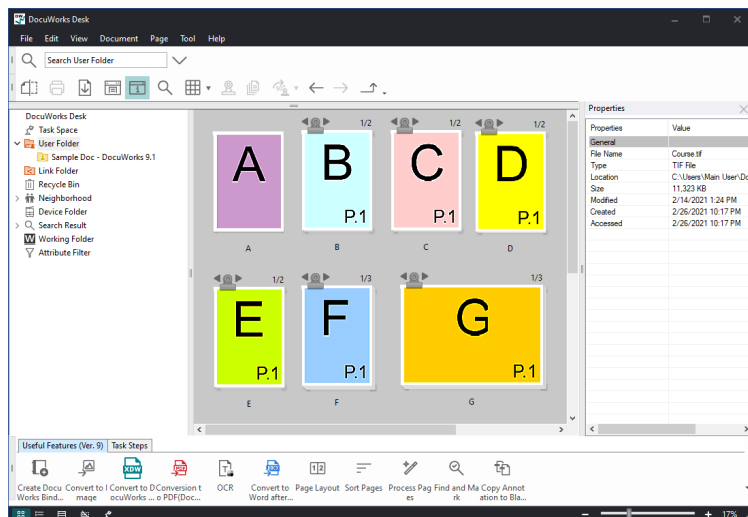 DocuWorks Desk
File Edit View Document Page Tool Help
Search User Folder
DocuWorks Desk
Task Space
User Folder
Sample Doc - DocuWorks 9.1
Link Folder
Recycle Bin
Neighborhood
Device Folder
Search Result
Working Folder
Attribute Filter
A
A
1/2
B
P.1
B
1/2
C
P.1
C
1/2
D
P.1
D
1/2
E
P.1
E
1/3
F
P.1
F
1/3
G
P.1
G
Properties
Properties Value
General
File Name Course.tif
Type TIF File
Location C:\Users\Main User\Do
Size 11,323 KB
Modified 2/14/2021 1:24 PM
Created 2/26/2021 10:17 PM
Accessed 2/26/2021 10:17 PM
Useful Features (Ver. 9) Task Steps
Create Docu
Works Bind...
Convert to I
mage
Convert to D
ocuWorks ...
Conversion t
o PDF(Doc...
OCR
Convert to
Word after...
Page Layout
Sort Pages
Process Pag
es
Find and Ma
rk
Copy Annot
ation to Bla...
17%